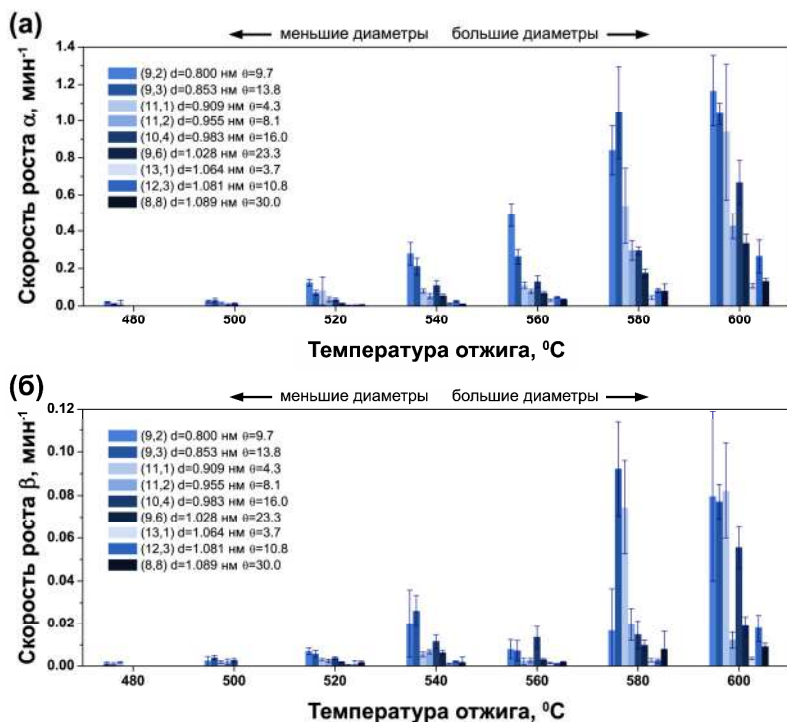 (а)
меньшие диаметры большие диаметры
Скорость роста α, мин⁻¹
1.4
1.2
1.0
0.8
0.6
0.4
0.2
0.0
(9,2) d=0.800 нм θ=9.7
(9,3) d=0.853 нм θ=13.8
(11,1) d=0.909 нм θ=4.3
(11,2) d=0.955 нм θ=8.1
(10,4) d=0.983 нм θ=16.0
(9,6) d=1.028 нм θ=23.3
(13,1) d=1.064 нм θ=3.7
(12,3) d=1.081 нм θ=10.8
(8,8) d=1.089 нм θ=30.0
480 500 520 540 560 580 600
Температура отжига, ⁰C
(б)
меньшие диаметры большие диаметры
Скорость роста β, мин⁻¹
0.12
0.10
0.08
0.06
0.04
0.02
0.00
(9,2) d=0.800 нм θ=9.7
(9,3) d=0.853 нм θ=13.8
(11,1) d=0.909 нм θ=4.3
(11,2) d=0.955 нм θ=8.1
(10,4) d=0.983 нм θ=16.0
(9,6) d=1.028 нм θ=23.3
(13,1) d=1.064 нм θ=3.7
(12,3) d=1.081 нм θ=10.8
(8,8) d=1.089 нм θ=30.0
480 500 520 540 560 580 600
Температура отжига, ⁰C